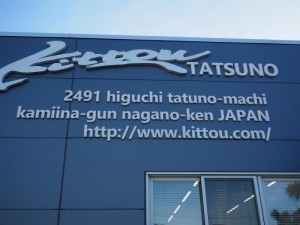 Kittou TATSUNO
2491 higuchi tatuno-machi
kamiina-gun nagano-ken JAPAN
http://www.kittou.com/